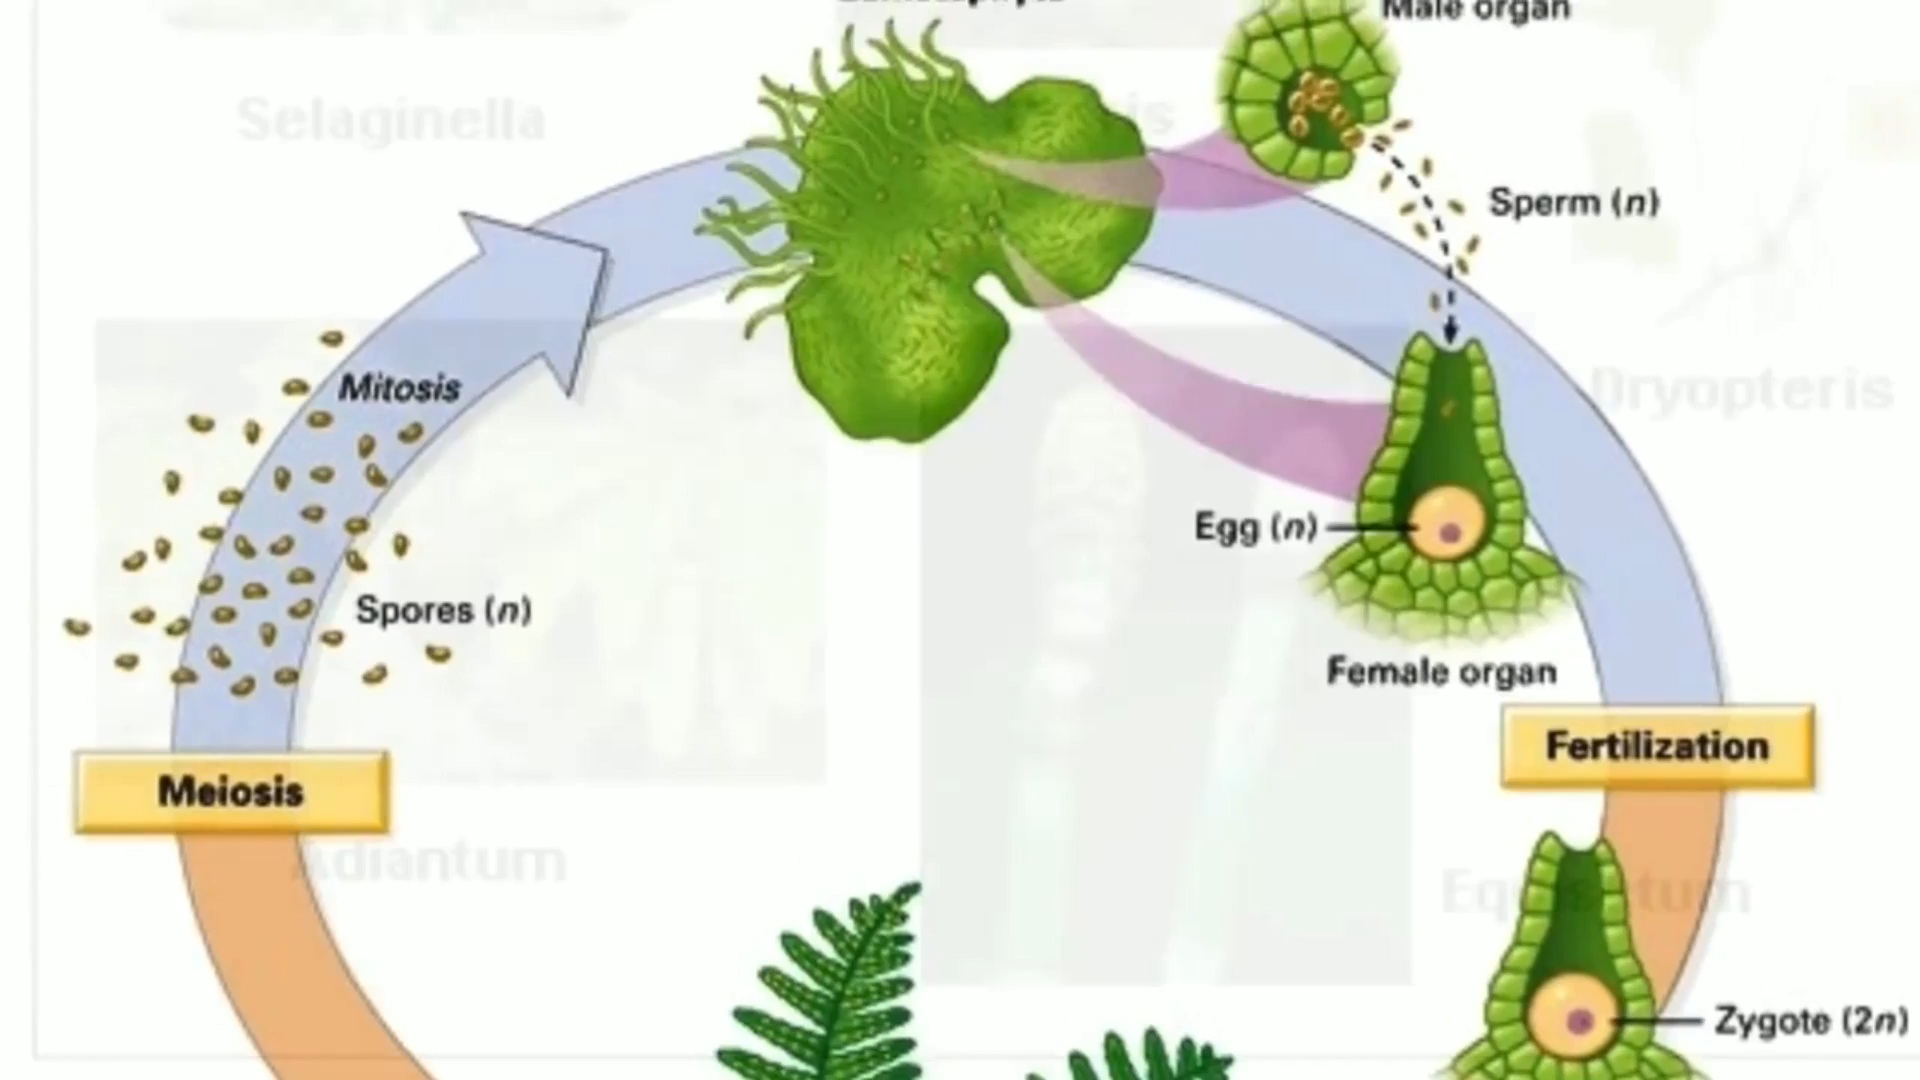 Male organ
Selaginella
Sperm (n)
Mitosis
Dryopteris
Egg (n)
Spores (n)
Female organ
Fertilization
Meiosis
Adiantum
Zygote (2n)